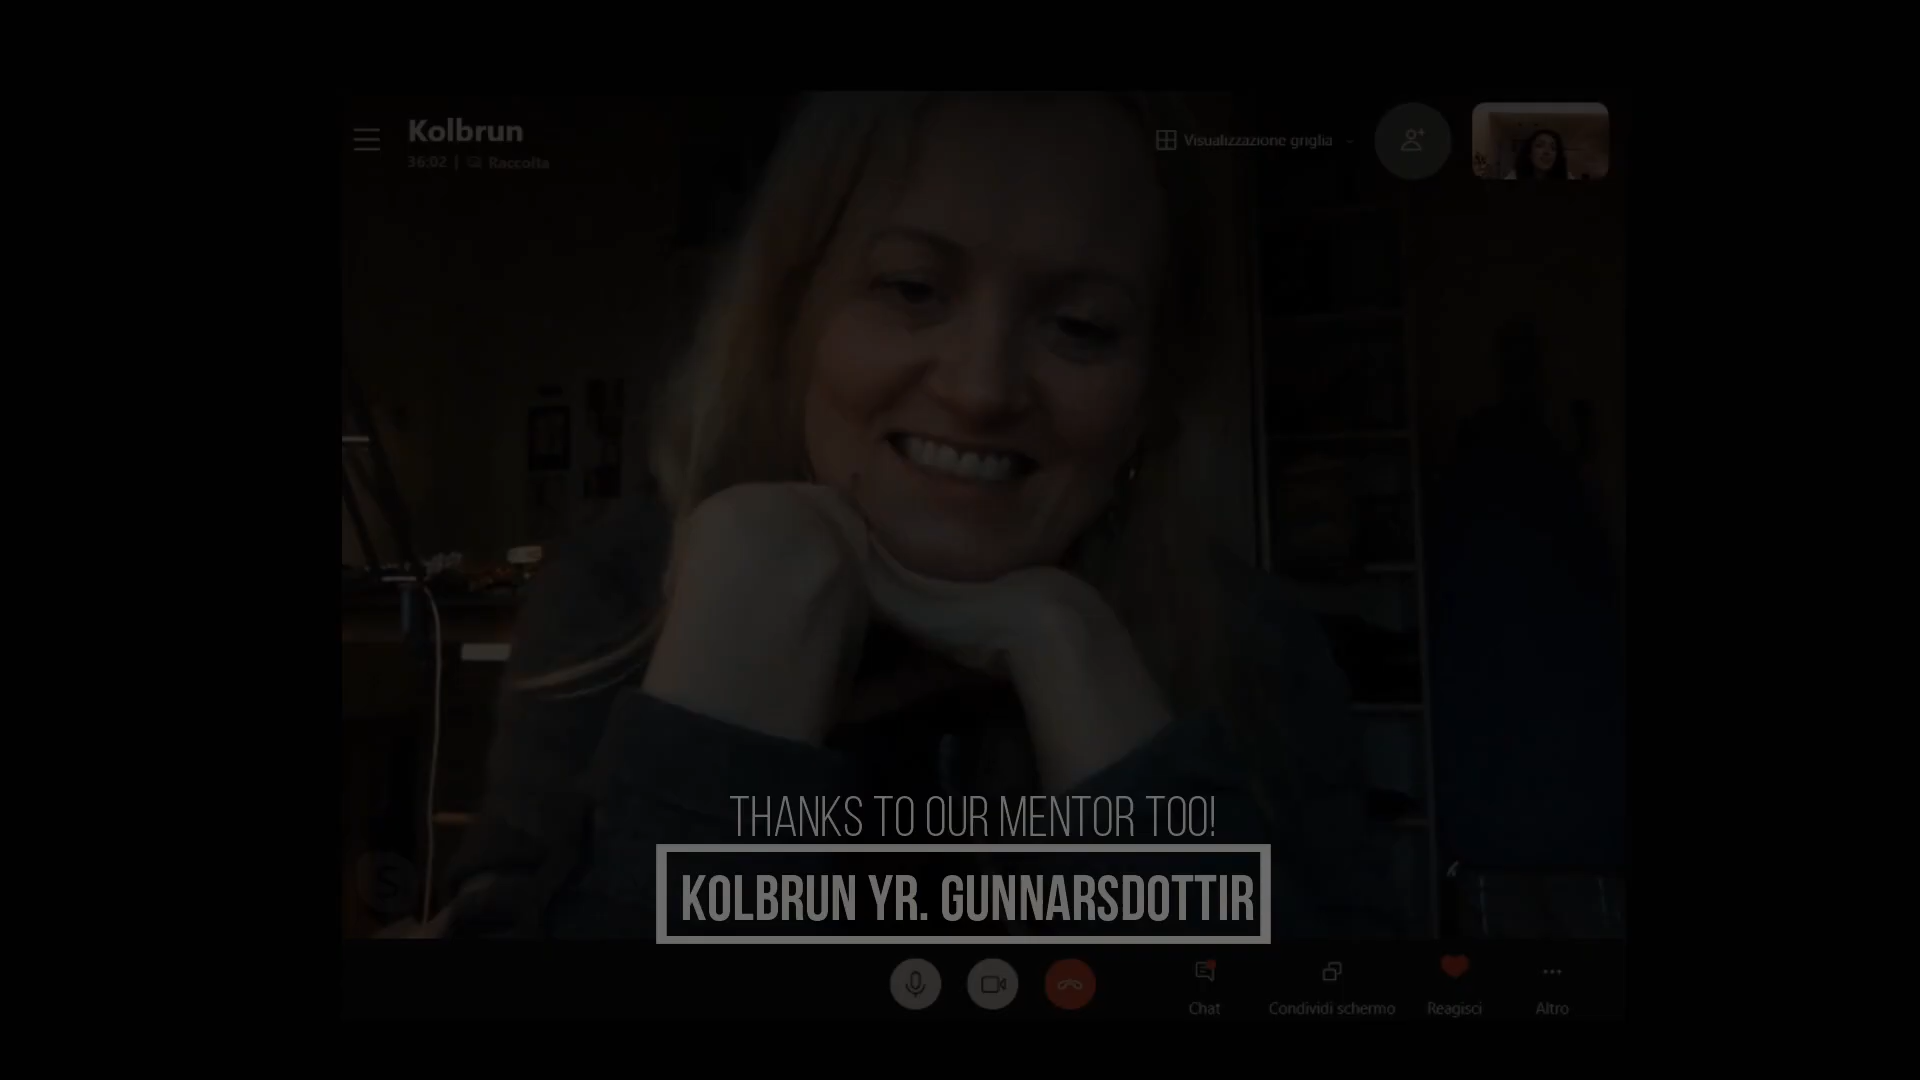 Kolbrun
36:02 | Raccolta
Visualizzazione griglia
S
THANKS TO OUR MENTOR TOO!
KOLBRUN YR. GUNNARSDOTTIR
Chat
Condividi schermo
Reagisci
Altro